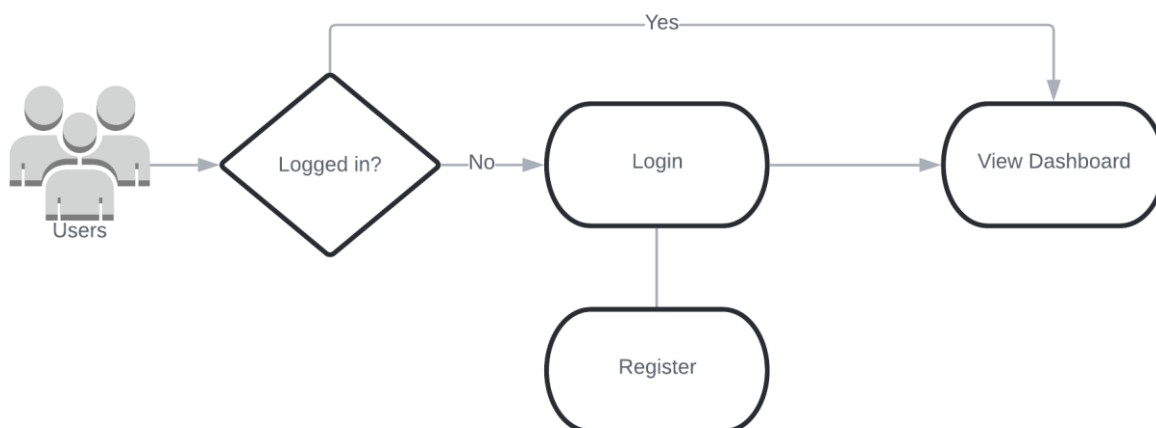 Yes
Users
Logged in?
No
Login
View Dashboard
Register